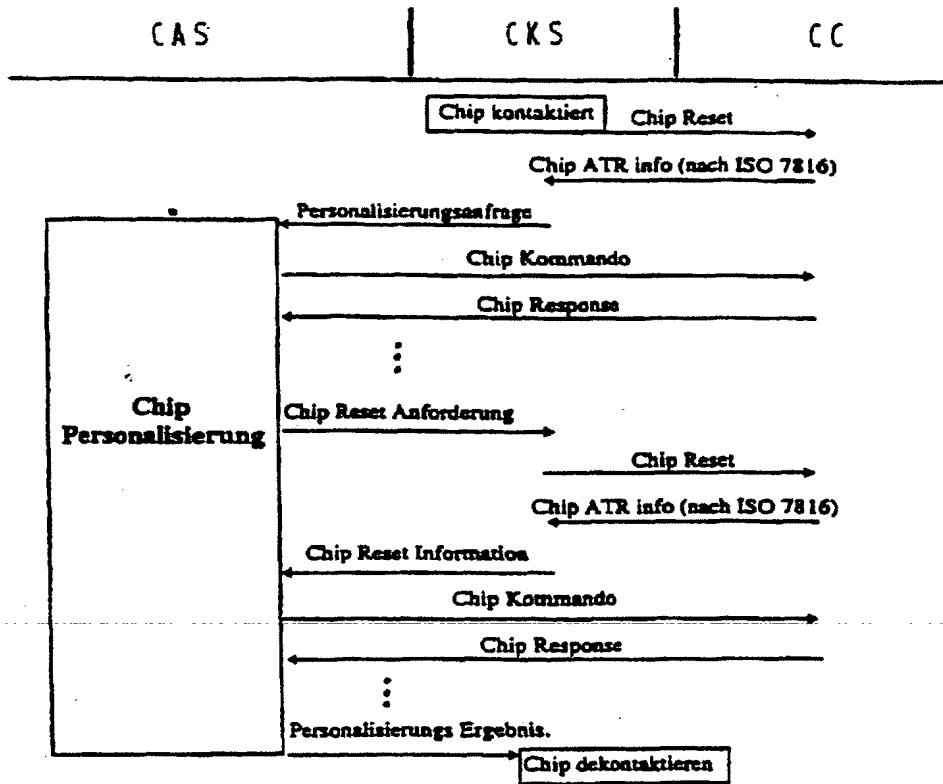 CAS CKS CC
Chip kontaktiert
Chip Reset
Chip ATR info (nach ISO 7816)
Personalisierungsanfrage
Chip Kommando
Chip Response
Chip
Personalisierung
Chip Reset Anforderung
Chip Reset
Chip ATR info (nach ISO 7816)
Chip Reset Information
Chip Kommando
Chip Response
Personalisierungs Ergebnis.
Chip dekontaktieren